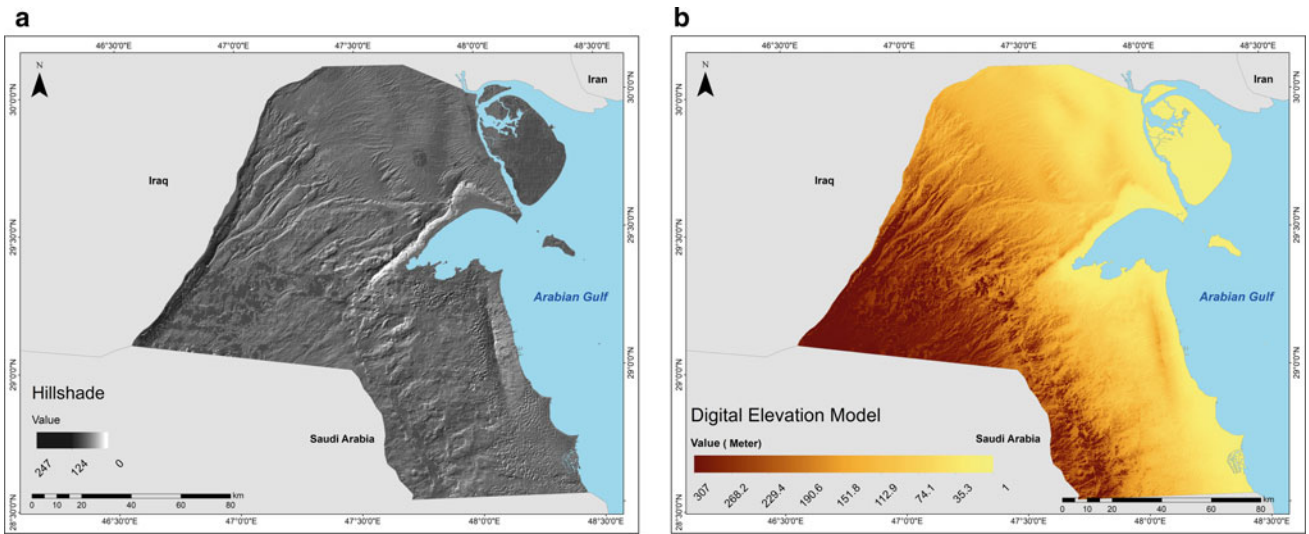 a
46°30'0"E 47°0'0"E 47°30'0"E 48°0'0"E 48°30'0"E
N
Iran
30°0'0"N 30°0'0"N
Iraq
29°30'0"N 29°30'0"N
Arabian Gulf
29°0'0"N 29°0'0"N
Hillshade
Value
Saudi Arabia
247 124 0
km
0 10 20 40 60 80
28°30'0"N 28°30'0"N
46°30'0"E 47°0'0"E 47°30'0"E 48°0'0"E 48°30'0"E
b
46°30'0"E 47°0'0"E 47°30'0"E 48°0'0"E 48°30'0"E
N
Iran
30°0'0"N 30°0'0"N
Iraq
29°30'0"N 29°30'0"N
Arabian Gulf
29°0'0"N 29°0'0"N
Digital Elevation Model
Value ( Meter)
Saudi Arabia
307 268.2 229.4 190.6 151.8 112.9 74.1 35.3 1
km
0 5 10 20 40 60 80
28°30'0"N 28°30'0"N
46°30'0"E 47°0'0"E 47°30'0"E 48°0'0"E 48°30'0"E